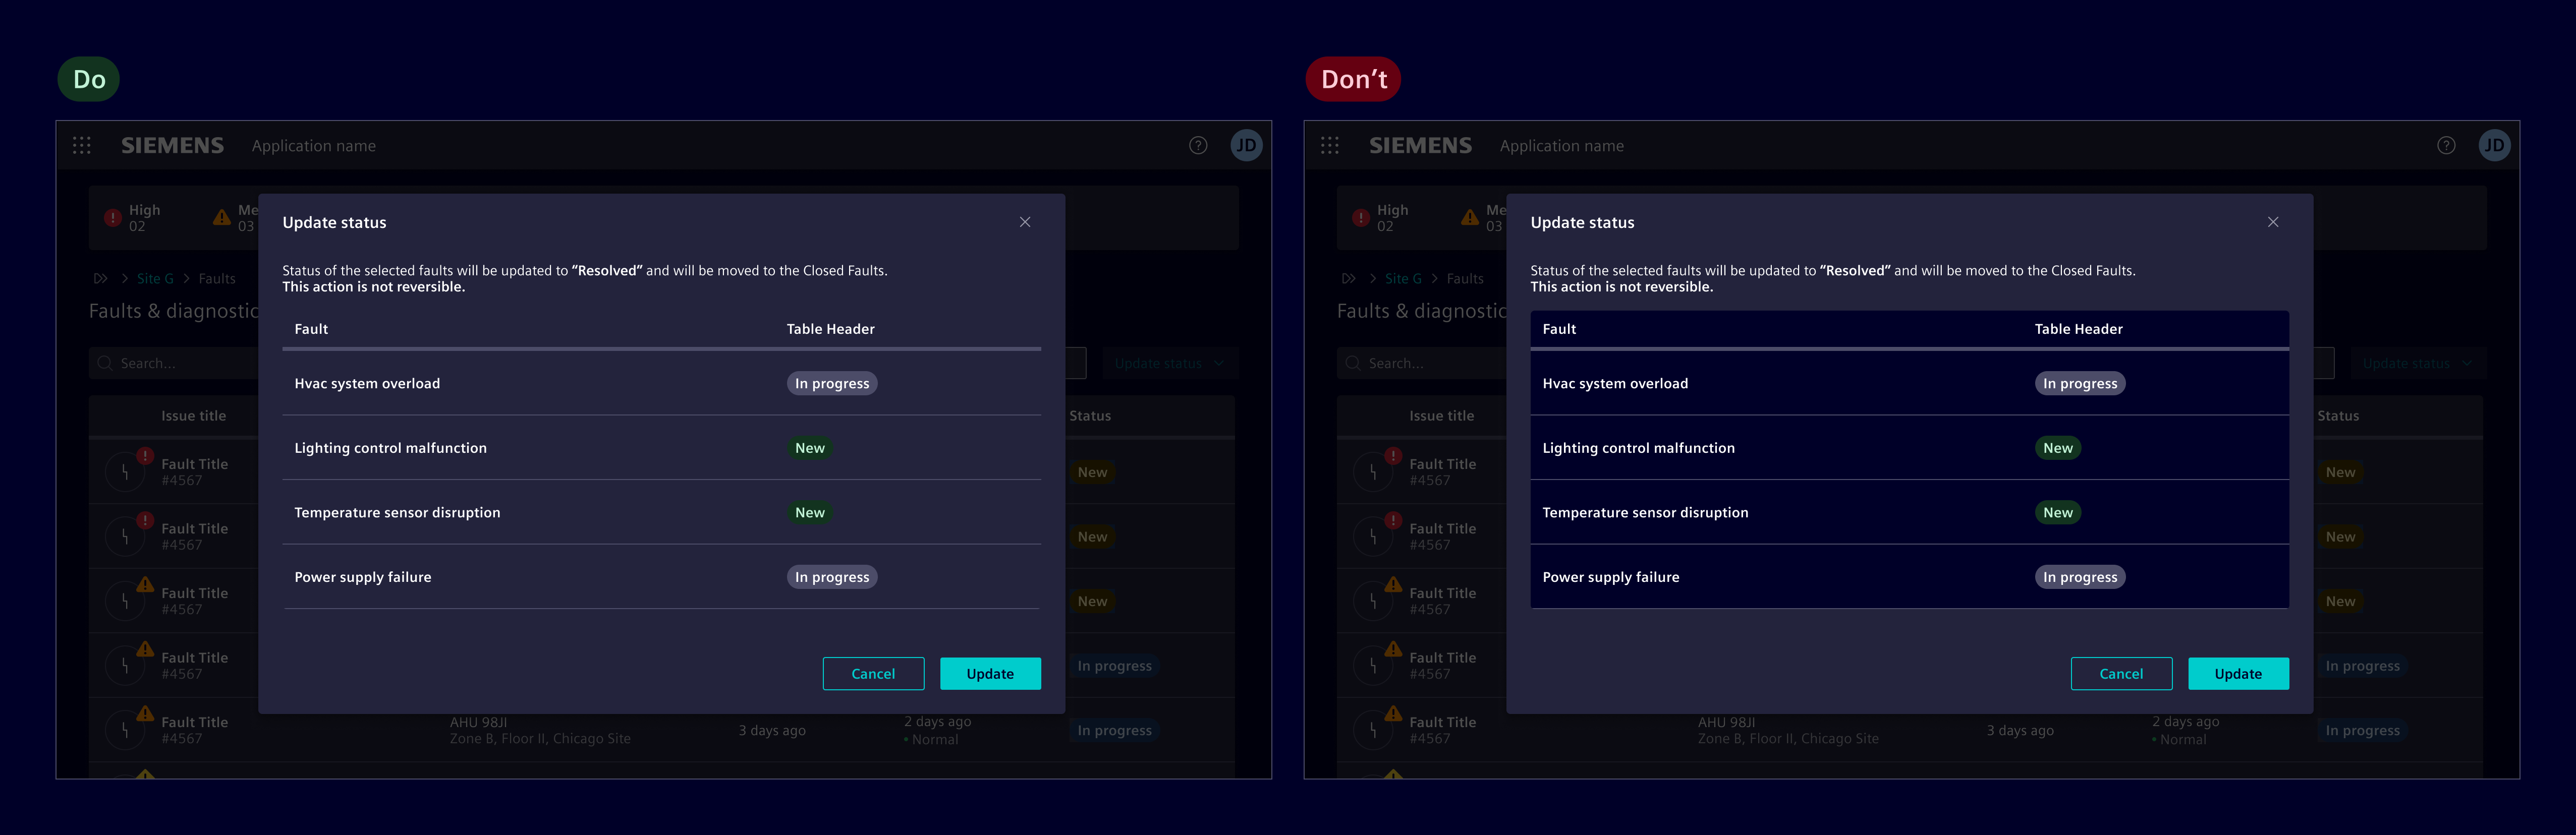 Do
SIEMENS Application name
JD
High
02
Me
03
Update status
Site G > Faults
Status of the selected faults will be updated to “Resolved” and will be moved to the Closed Faults.
This action is not reversible.
Faults & diagnostic
Search...
Update status
Fault Table Header
Hvac system overload In progress
Lighting control malfunction New
Temperature sensor disruption New
Power supply failure In progress
Cancel Update
Issue title Status
Fault Title New
#4567
Fault Title New
#4567
Fault Title New
#4567
Fault Title In progress
#4567
Fault Title AHU 98JI 3 days ago 2 days ago In progress
#4567 Zone B, Floor II, Chicago Site • Normal
Don’t
SIEMENS Application name
JD
High
02
Me
03
Update status
Site G > Faults
Status of the selected faults will be updated to “Resolved” and will be moved to the Closed Faults.
This action is not reversible.
Faults & diagnostic
Search...
Update status
Fault Table Header
Hvac system overload In progress
Lighting control malfunction New
Temperature sensor disruption New
Power supply failure In progress
Cancel Update
Issue title Status
Fault Title New
#4567
Fault Title New
#4567
Fault Title New
#4567
Fault Title In progress
#4567
Fault Title AHU 98JI 3 days ago 2 days ago In progress
#4567 Zone B, Floor II, Chicago Site • Normal